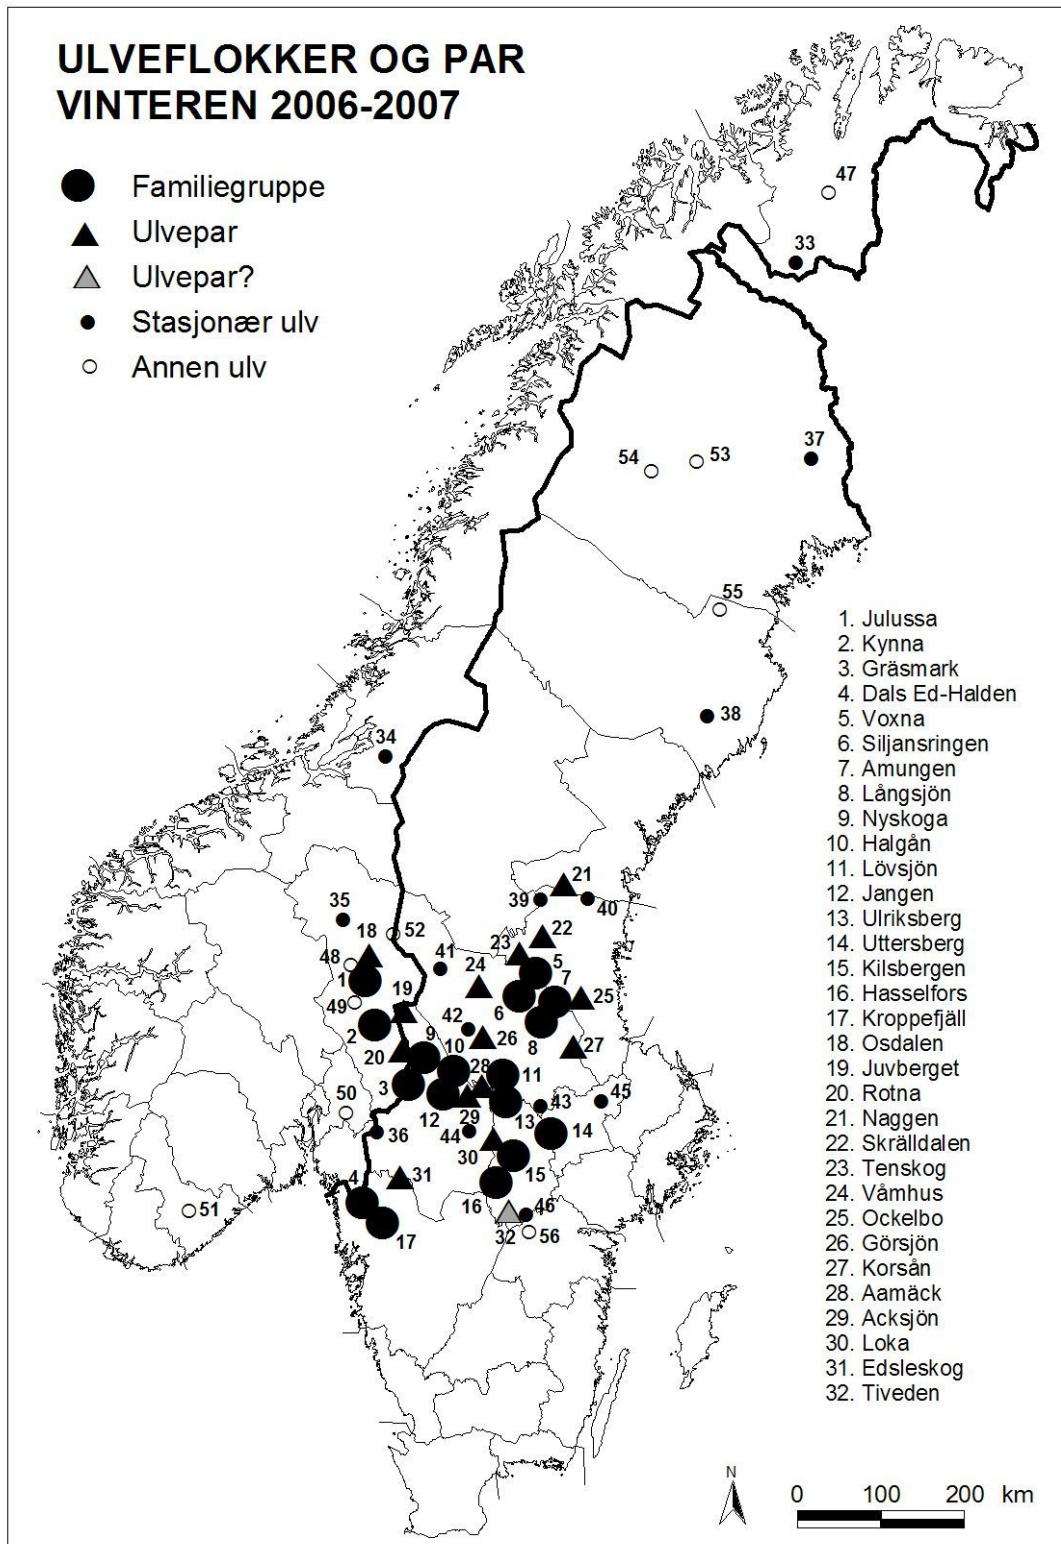 ULVEFLOKKER OG PAR
VINTEREN 2006-2007
Familiegruppe
Ulvepar
Ulvepar?
Stasjonær ulv
Annen ulv
47
33
37
54
53
55
38
34
21
39
40
35
18
52
22
23
5
48
41
24
7
1
19
25
49
6
42
2
9
26
8
27
20
10
28
11
3
50
12
29
13
43
45
36
44
14
30
15
4
31
16
46
51
17
32
56
1. Julussa
2. Kynna
3. Gräsmark
4. Dals Ed-Halden
5. Voxna
6. Siljansringen
7. Amungen
8. Långsjön
9. Nyskoga
10. Halgån
11. Lövsjön
12. Jangen
13. Ulriksberg
14. Uttersberg
15. Kilsbergen
16. Hasselfors
17. Kroppefjäll
18. Osdalen
19. Juvberget
20. Rotna
21. Naggen
22. Skrälldalen
23. Tenskog
24. Våmhus
25. Ockelbo
26. Görsjön
27. Korsån
28. Aamäck
29. Acksjön
30. Loka
31. Edsleskog
32. Tiveden
N
0 100 200 km